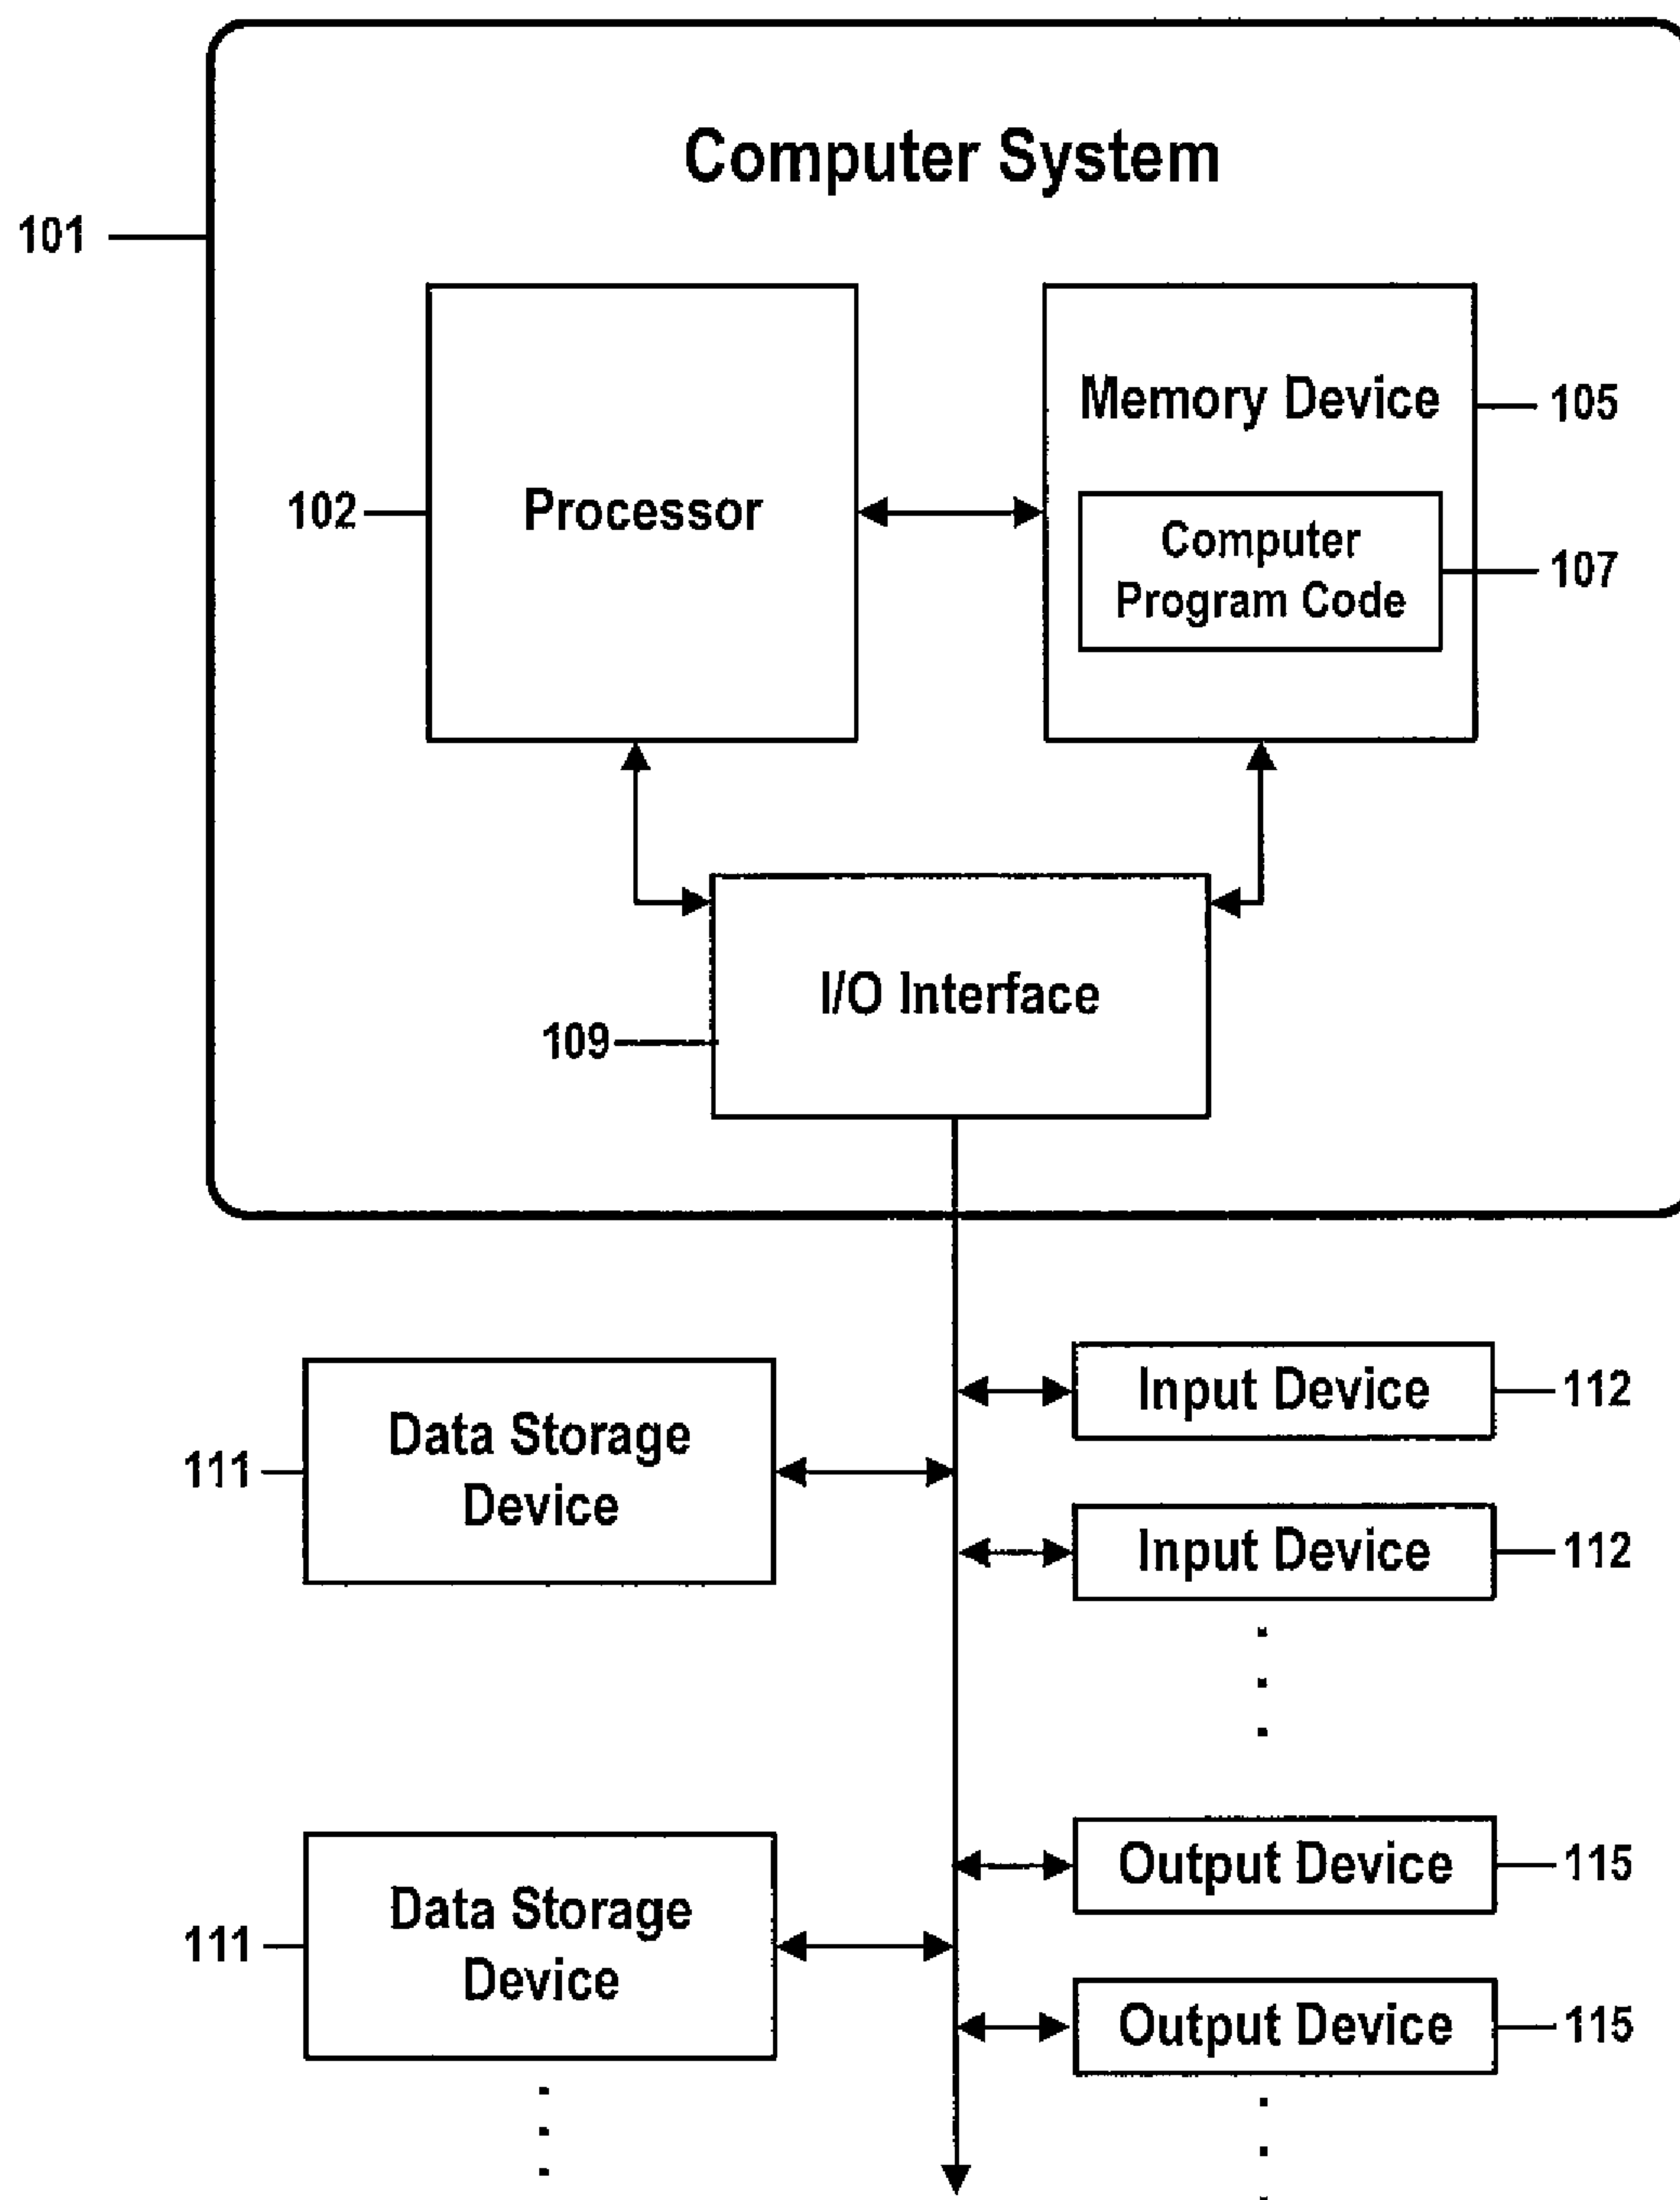 Computer System
101
Processor
102
Memory Device
105
Computer
Program Code
107
I/O Interface
109
Data Storage
Device
111
Input Device
112
Input Device
112
Data Storage
Device
111
Output Device
115
Output Device
115